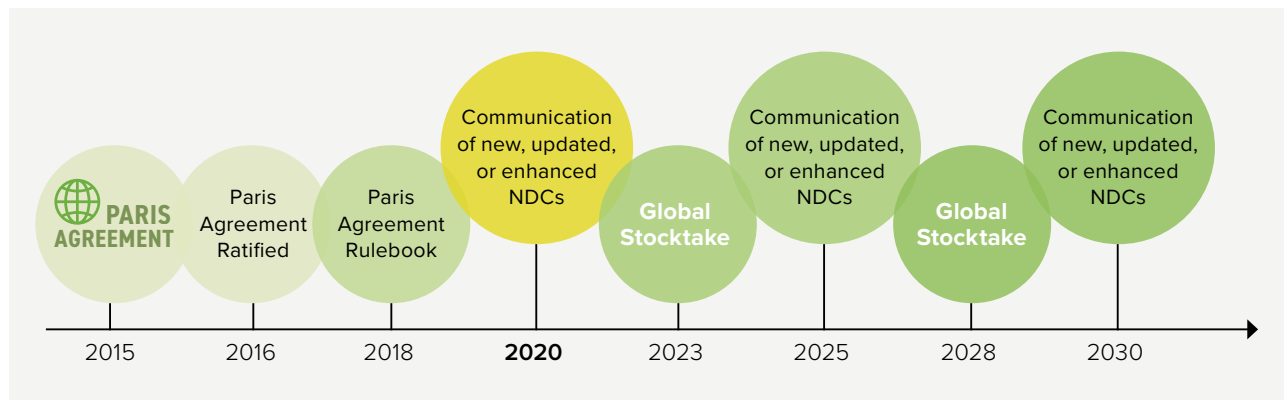 PARIS
AGREEMENT
Paris
Agreement
Ratified
Paris
Agreement
Rulebook
Communication
of new, updated,
or enhanced
NDCs
Global
Stocktake
Communication
of new, updated,
or enhanced
NDCs
Global
Stocktake
Communication
of new, updated,
or enhanced
NDCs
2015
2016
2018
2020
2023
2025
2028
2030